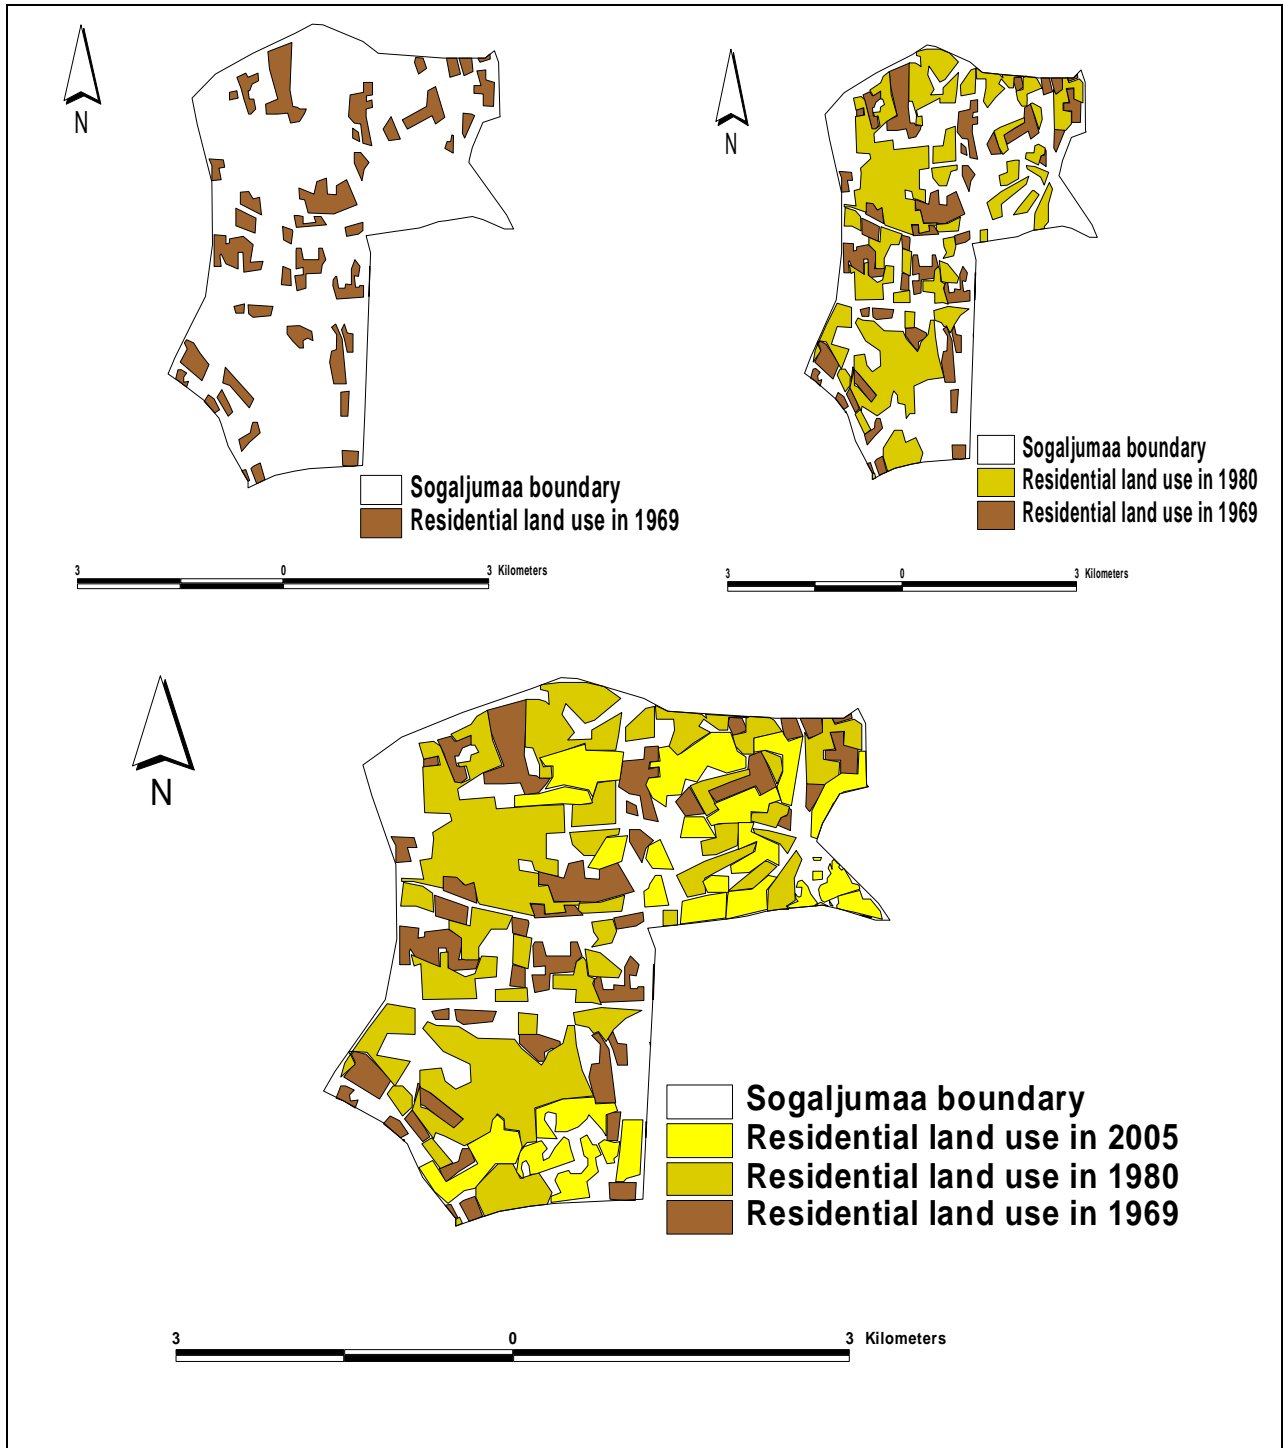 N
Sogaljumaa boundary
Residential land use in 1969
3 0 3 Kilometers
N
Sogaljumaa boundary
Residential land use in 1980
Residential land use in 1969
3 0 3 Kilometers
N
Sogaljumaa boundary
Residential land use in 2005
Residential land use in 1980
Residential land use in 1969
3 0 3 Kilometers